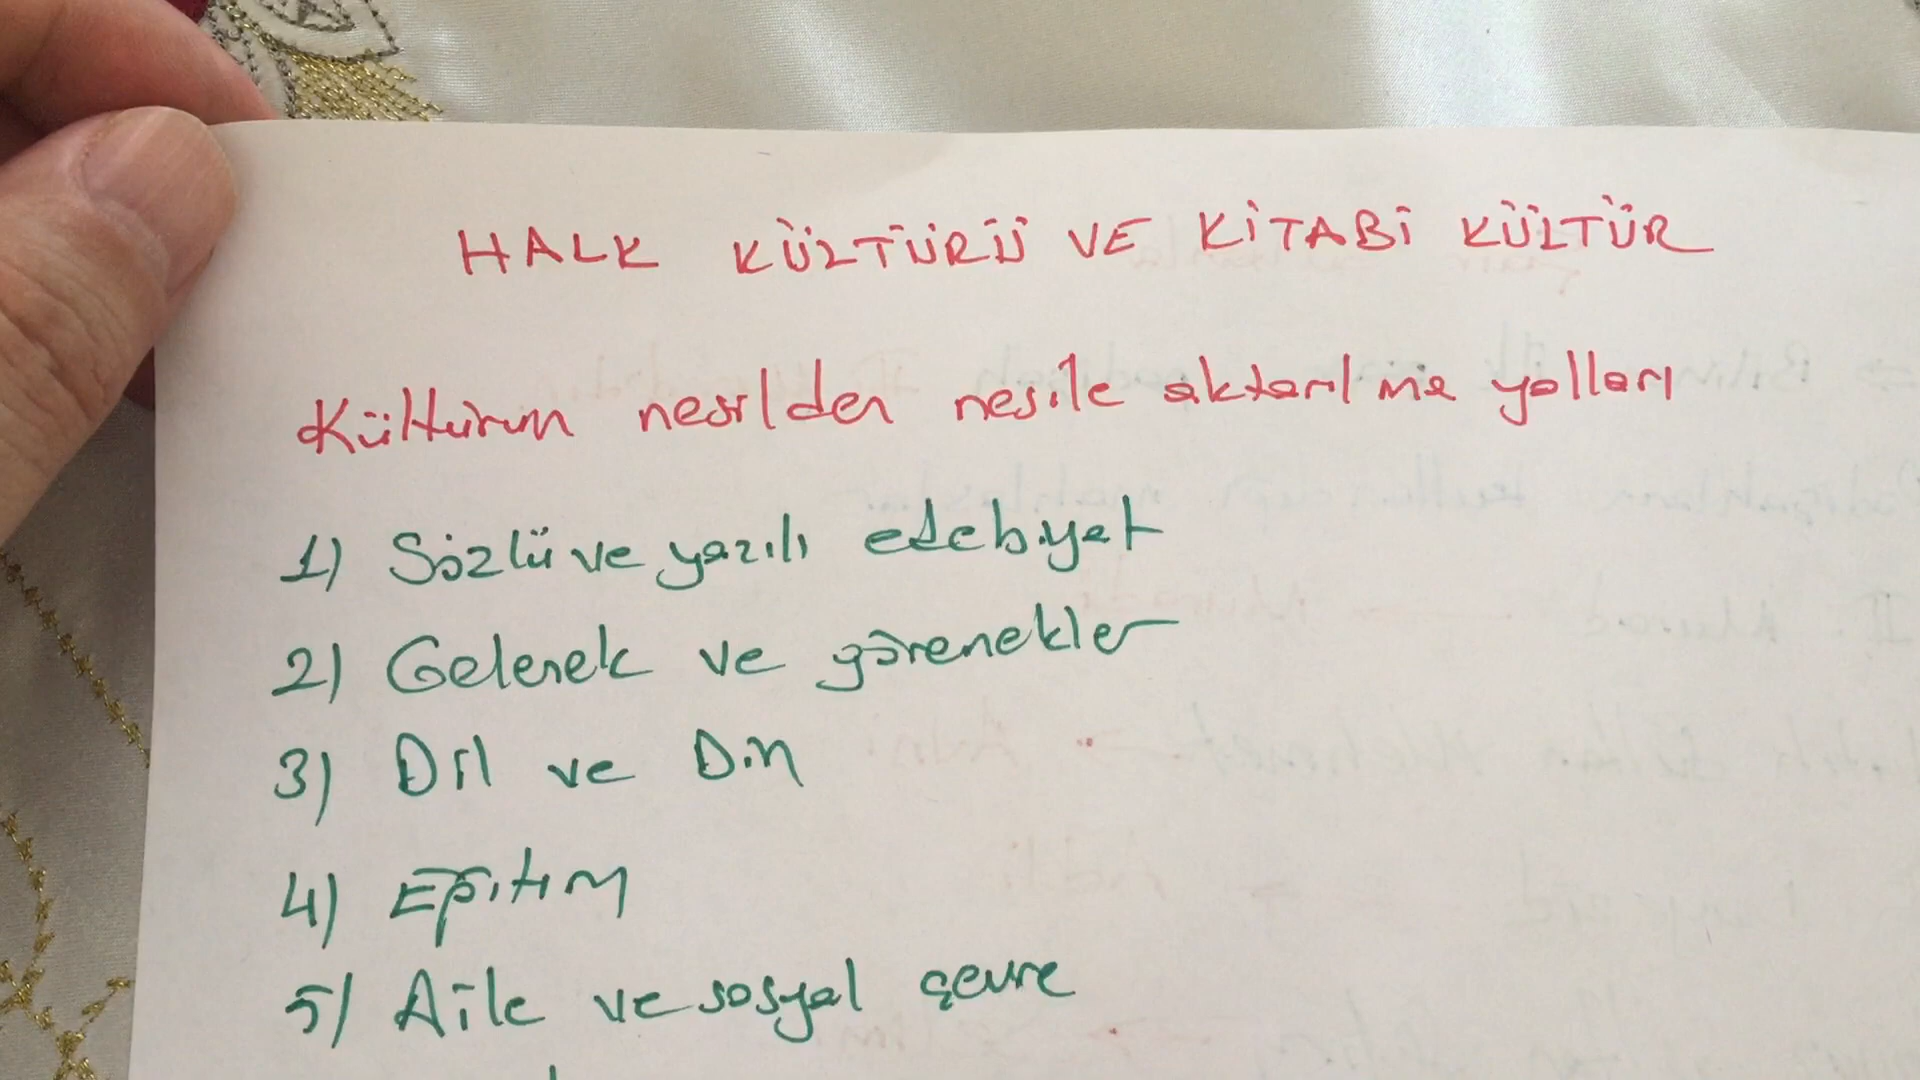 HALK KÜLTÜRÜ VE KİTABİ KÜLTÜR
Kültürün nesilden nesile aktarılma yolları
1) Sözlü ve yazılı edebiyat
2) Gelenek ve görenekler
3) Dil ve Din
4) Eğitim
5) Aile ve sosyal çevre